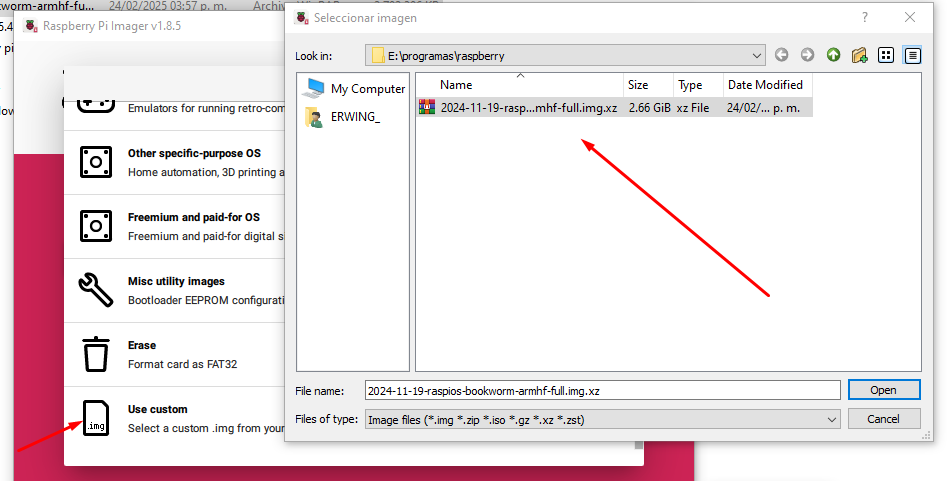 kworm-armhf-fu...
24/02/2025 03:57 p. m.
Raspberry Pi Imager v1.8.5
Emulators for running retro-com
Other specific-purpose OS
Home automation, 3D printing a
Freemium and paid-for OS
Freemium and paid-for digital s
Misc utility images
Bootloader EEPROM configurati
Erase
Format card as FAT32
.img
Use custom
Select a custom .img from your
Seleccionar imagen
Look in:
E:\programas\raspberry
My Computer
ERWING_
Name Size Type Date Modified
2024-11-19-rasp...mhf-full.img.xz 2.66 GiB xz File 24/02/... p. m.
File name: 2024-11-19-raspios-bookworm-armhf-full.img.xz Open
Files of type: Image files (*.img *.zip *.iso *.gz *.xz *.zst) Cancel